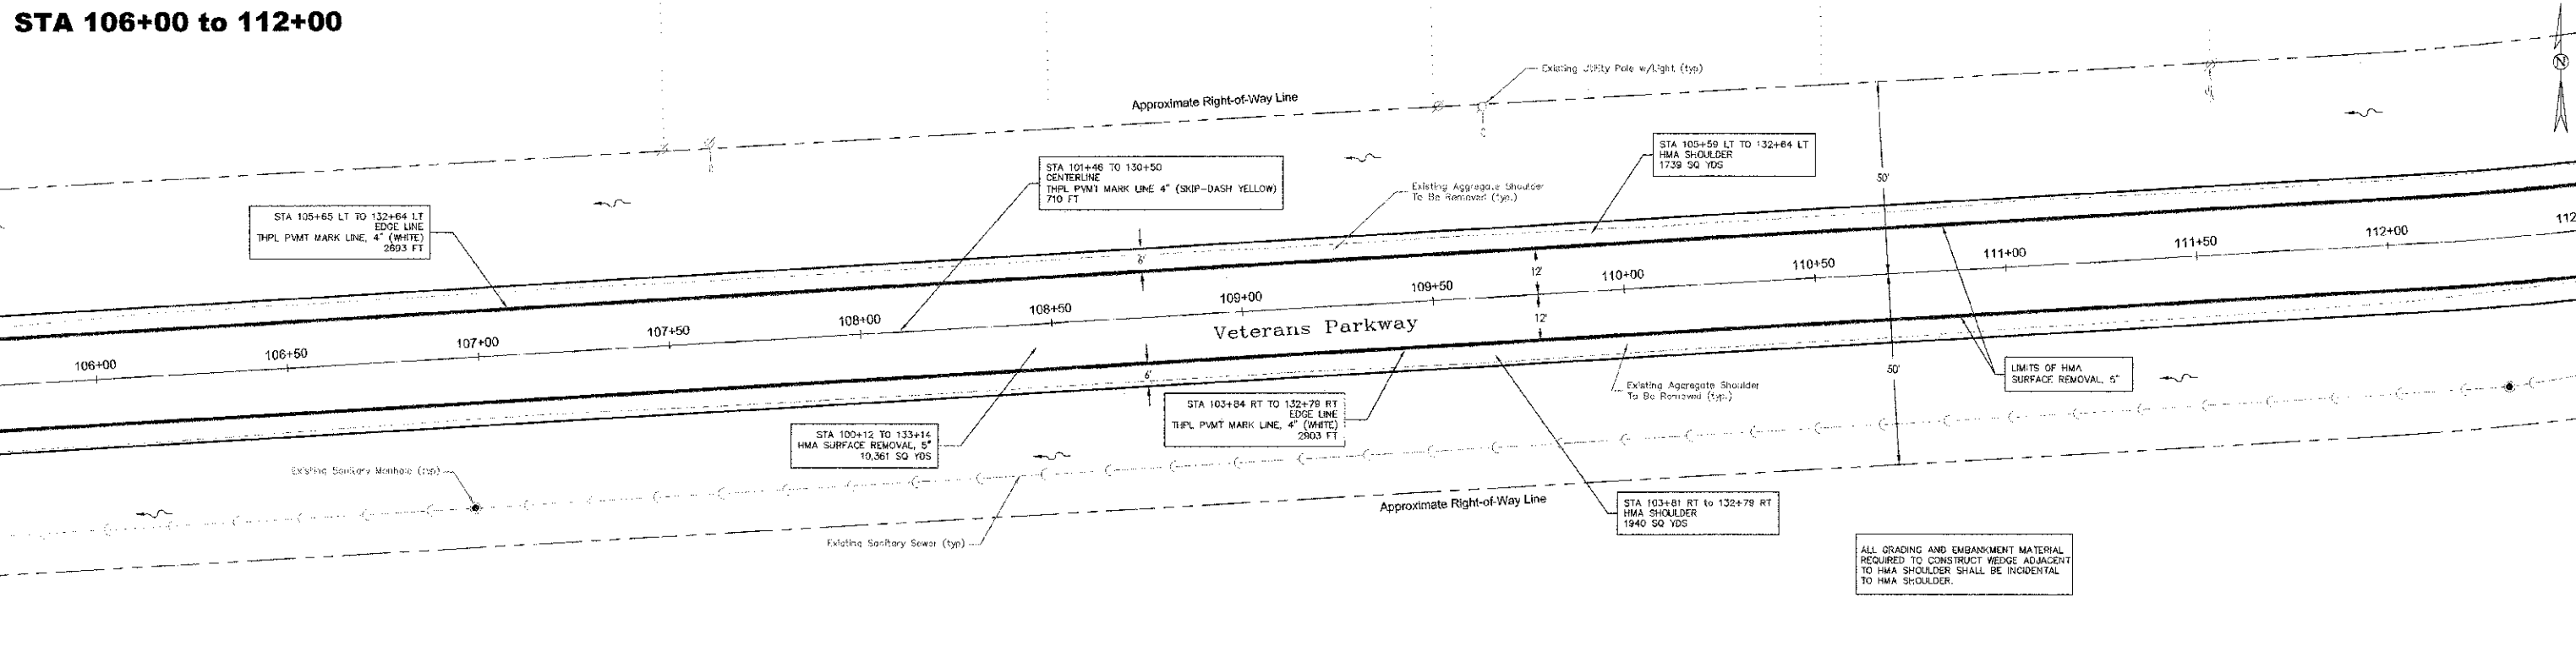 STA 106+00 to 112+00
Existing Utility Pole w/Light (typ)
N
Approximate Right-of-Way Line
STA 105+59 LT TO 132+64 LT
HMA SHOULDER
1739 SQ YDS
STA 101+46 TO 130+50
CENTERLINE
THPL PVMT MARK LINE 4" (SKIP-DASH YELLOW)
710 FT
Existing Aggregate Shoulder
To Be Removed (typ.)
50'
STA 105+65 LT TO 132+64 LT
EDGE LINE
THPL PVMT MARK LINE, 4" (WHITE)
2693 FT
6'
12'
106+00
106+50
107+00
107+50
108+00
108+50
109+00
109+50
110+00
110+50
111+00
111+50
112+00
112
Veterans Parkway
12'
6'
50'
LIMITS OF HMA
SURFACE REMOVAL, 5"
Existing Aggregate Shoulder
To Be Removed (typ.)
STA 103+84 RT TO 132+79 RT
EDGE LINE
THPL PVMT MARK LINE, 4" (WHITE)
2903 FT
STA 100+12 TO 133+14
HMA SURFACE REMOVAL, 5"
10,361 SQ YDS
Existing Sanitary Manhole (typ)
Approximate Right-of-Way Line
STA 103+81 RT to 132+79 RT
HMA SHOULDER
1940 SQ YDS
Existing Sanitary Sewer (typ)
ALL GRADING AND EMBANKMENT MATERIAL
REQUIRED TO CONSTRUCT WEDGE ADJACENT
TO HMA SHOULDER SHALL BE INCIDENTAL
TO HMA SHOULDER.